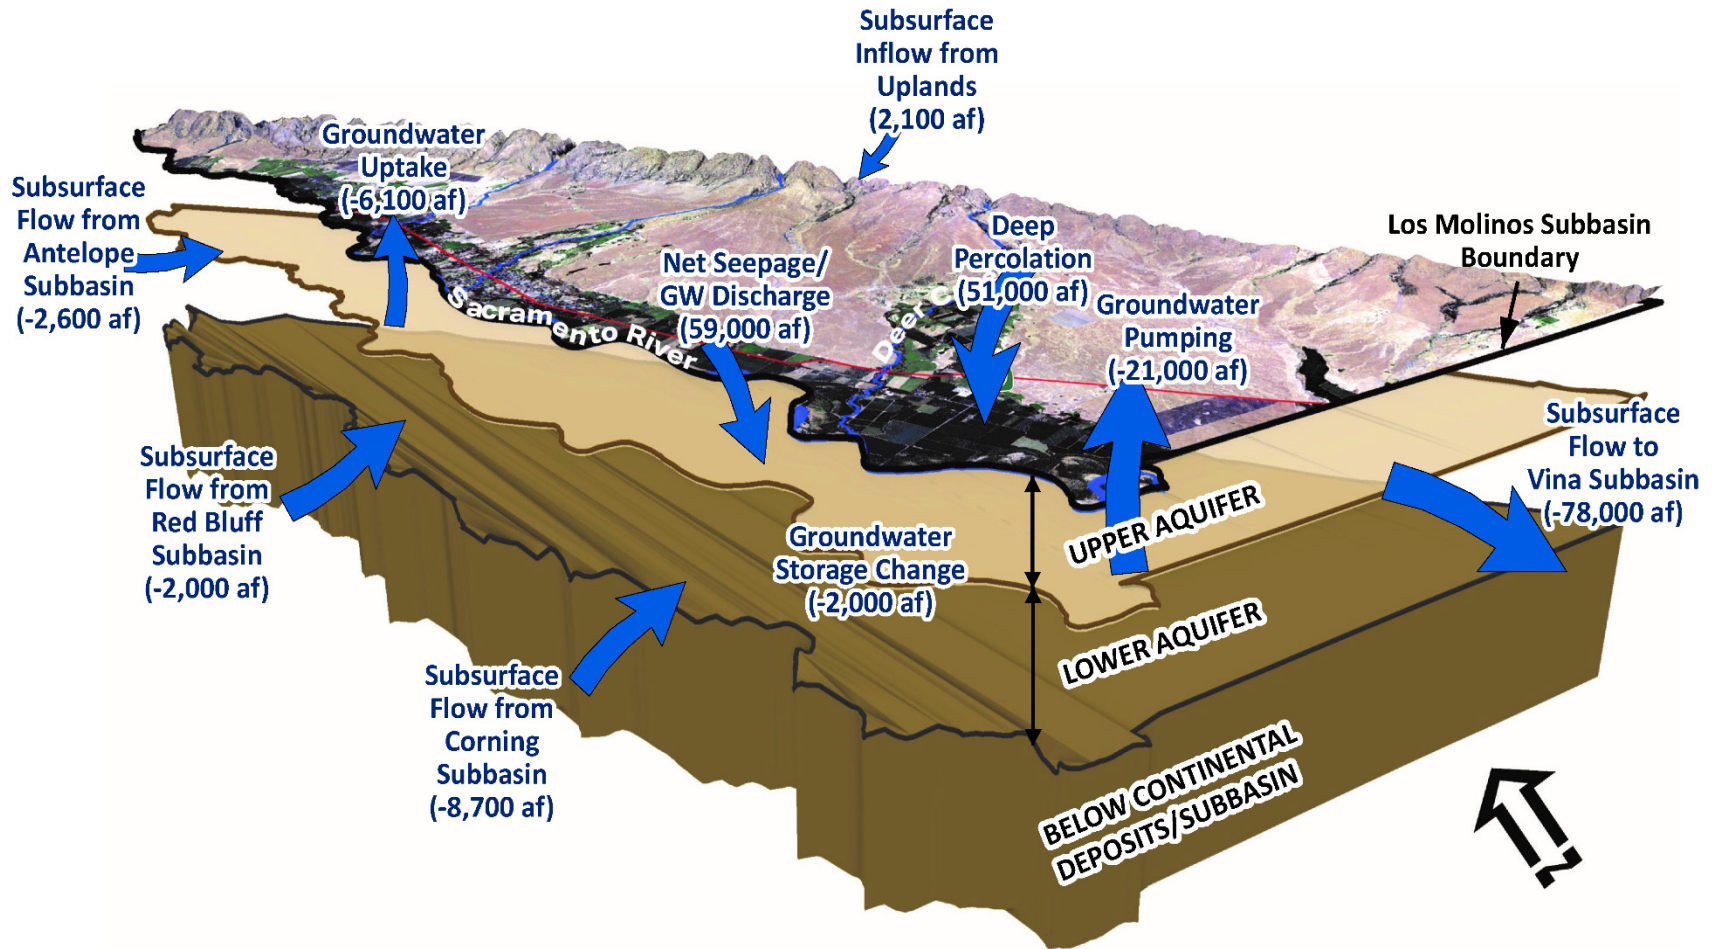 Subsurface
Inflow from
Uplands
(2,100 af)
Groundwater
Uptake
(-6,100 af)
Subsurface
Flow from
Antelope
Subbasin
(-2,600 af)
Deep
Percolation
(51,000 af)
Los Molinos Subbasin
Boundary
Net Seepage/
GW Discharge
(59,000 af)
Groundwater
Pumping
(-21,000 af)
Sacramento River
Deer C
Subsurface
Flow to
Vina Subbasin
(-78,000 af)
Subsurface
Flow from
Red Bluff
Subbasin
(-2,000 af)
UPPER AQUIFER
Groundwater
Storage Change
(-2,000 af)
LOWER AQUIFER
Subsurface
Flow from
Corning
Subbasin
(-8,700 af)
BELOW CONTINENTAL
DEPOSITS/SUBBASIN
N